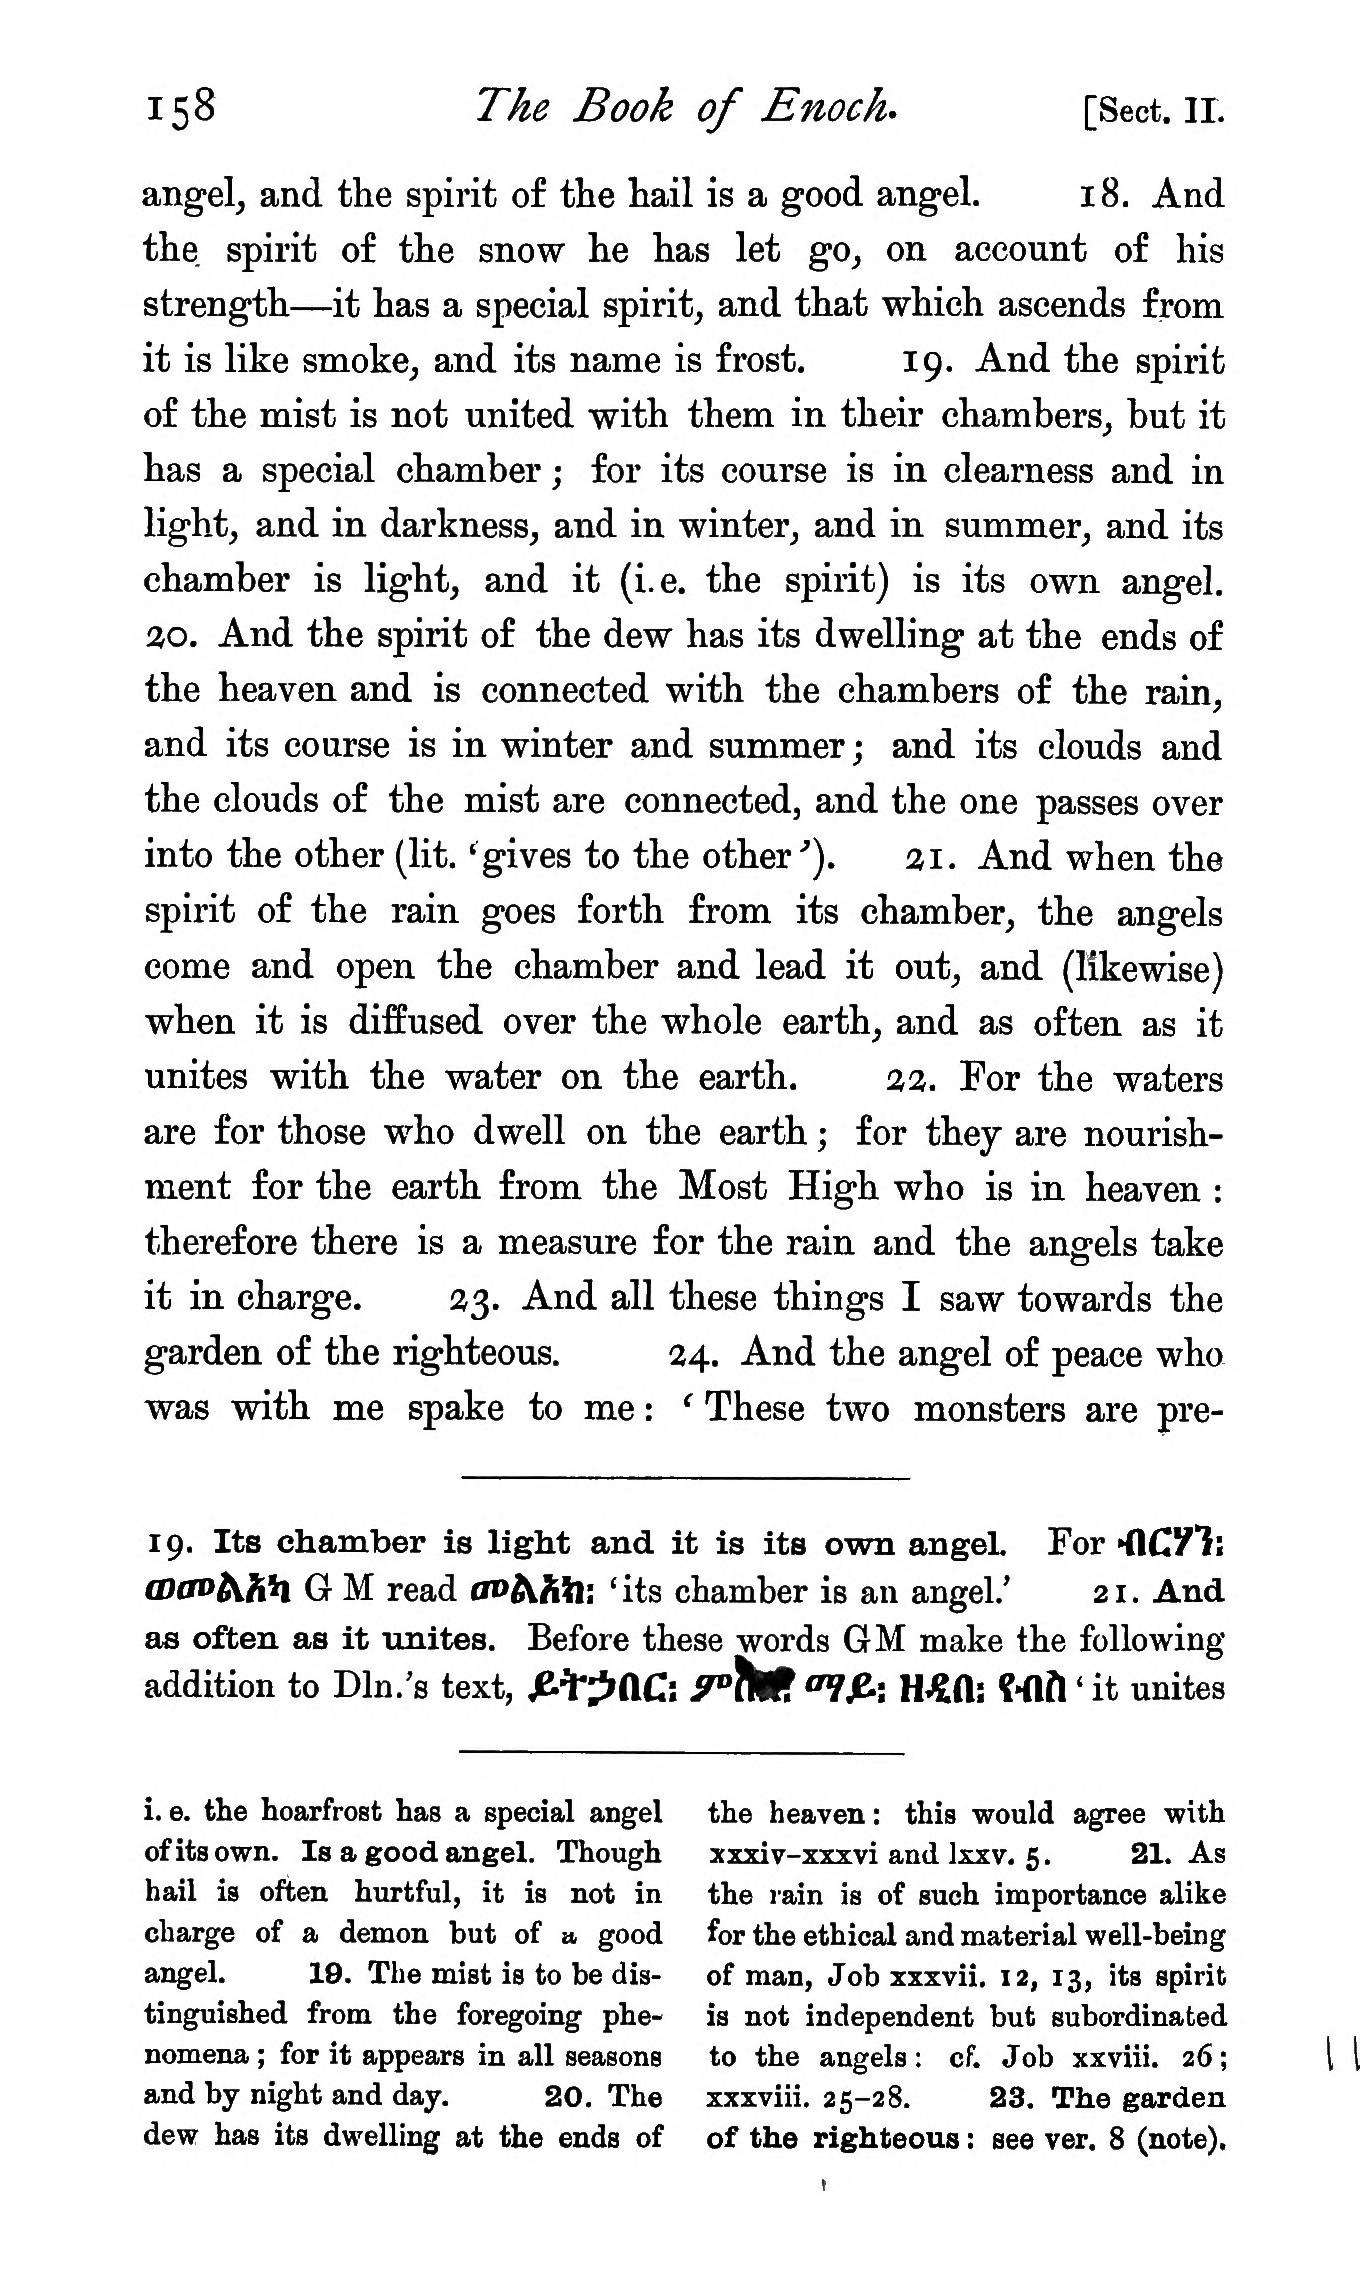 158 The Book of Enoch. [Sect. II.
angel, and the spirit of the hail is a good angel. 18. And
the spirit of the snow he has let go, on account of his
strength—it has a special spirit, and that which ascends from
it is like smoke, and its name is frost. 19. And the spirit
of the mist is not united with them in their chambers, but it
has a special chamber ; for its course is in clearness and in
light, and in darkness, and in winter, and in summer, and its
chamber is light, and it (i.e. the spirit) is its own angel.
20. And the spirit of the dew has its dwelling at the ends of
the heaven and is connected with the chambers of the rain,
and its course is in winter and summer ; and its clouds and
the clouds of the mist are connected, and the one passes over
into the other (lit. ‘gives to the other’). 21. And when the
spirit of the rain goes forth from its chamber, the angels
come and open the chamber and lead it out, and (likewise)
when it is diffused over the whole earth, and as often as it
unites with the water on the earth. 22. For the waters
are for those who dwell on the earth ; for they are nourish-
ment for the earth from the Most High who is in heaven :
therefore there is a measure for the rain and the angels take
it in charge. 23. And all these things I saw towards the
garden of the righteous. 24. And the angel of peace who
was with me spake to me : ‘ These two monsters are pre-
19. Its chamber is light and it is its own angel. For ብርሃን፡
ወመልአክ G M read መልአክ፡ ‘its chamber is an angel.’ 21. And
as often as it unites. Before these words G M make the following
addition to Dln.’s text, ይትኃበር፡ ማይ፡ ዘዲበ፡ የብስ ‘ it unites
i. e. the hoarfrost has a special angel
of its own. Is a good angel. Though
hail is often hurtful, it is not in
charge of a demon but of a good
angel. 19. The mist is to be dis-
tinguished from the foregoing phe-
nomena ; for it appears in all seasons
and by night and day. 20. The
dew has its dwelling at the ends of
the heaven : this would agree with
xxxiv–xxxvi and lxxv. 5. 21. As
the rain is of such importance alike
for the ethical and material well-being
of man, Job xxxvii. 12, 13, its spirit
is not independent but subordinated
to the angels : cf. Job xxviii. 26 ;
xxxviii. 25–28. 23. The garden
of the righteous : see ver. 8 (note).